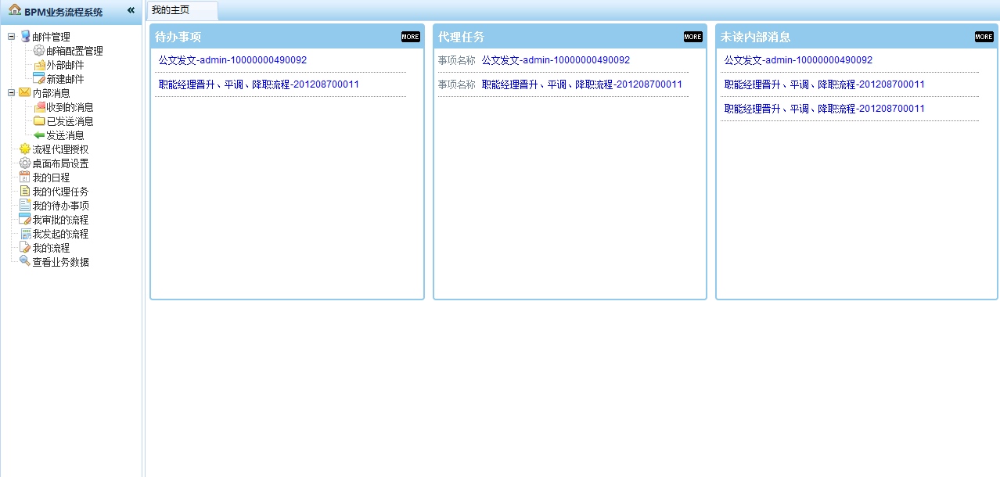 BPM业务流程系统
邮件管理
邮箱配置管理
外部邮件
新建邮件
内部消息
收到的消息
已发送消息
发送消息
流程代理授权
桌面布局设置
我的日程
我的代理任务
我的待办事项
我审批的流程
我发起的流程
我的流程
查看业务数据
我的主页
待办事项 MORE
公文发文-admin-10000000490092
职能经理晋升、平调、降职流程-201208700011
代理任务 MORE
事项名称 公文发文-admin-10000000490092
事项名称 职能经理晋升、平调、降职流程-201208700011
未读内部消息 MORE
公文发文-admin-10000000490092
职能经理晋升、平调、降职流程-201208700011
职能经理晋升、平调、降职流程-201208700011